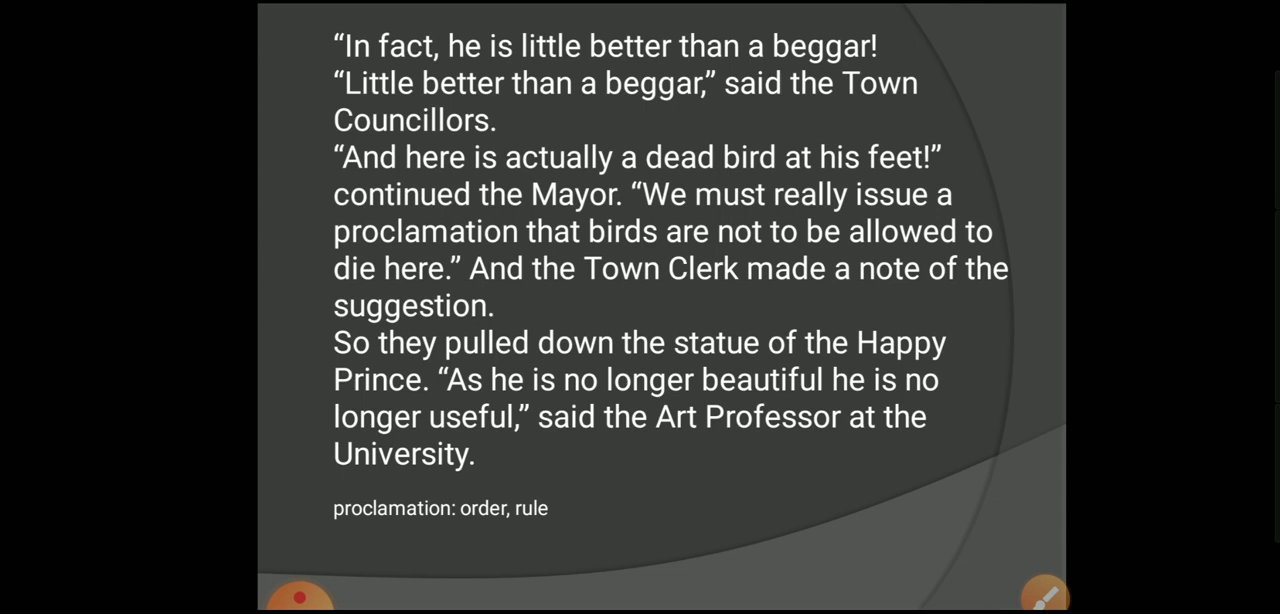 “In fact, he is little better than a beggar!
“Little better than a beggar,” said the Town
Councillors.
“And here is actually a dead bird at his feet!”
continued the Mayor. “We must really issue a
proclamation that birds are not to be allowed to
die here.” And the Town Clerk made a note of the
suggestion.
So they pulled down the statue of the Happy
Prince. “As he is no longer beautiful he is no
longer useful,” said the Art Professor at the
University.
proclamation: order, rule